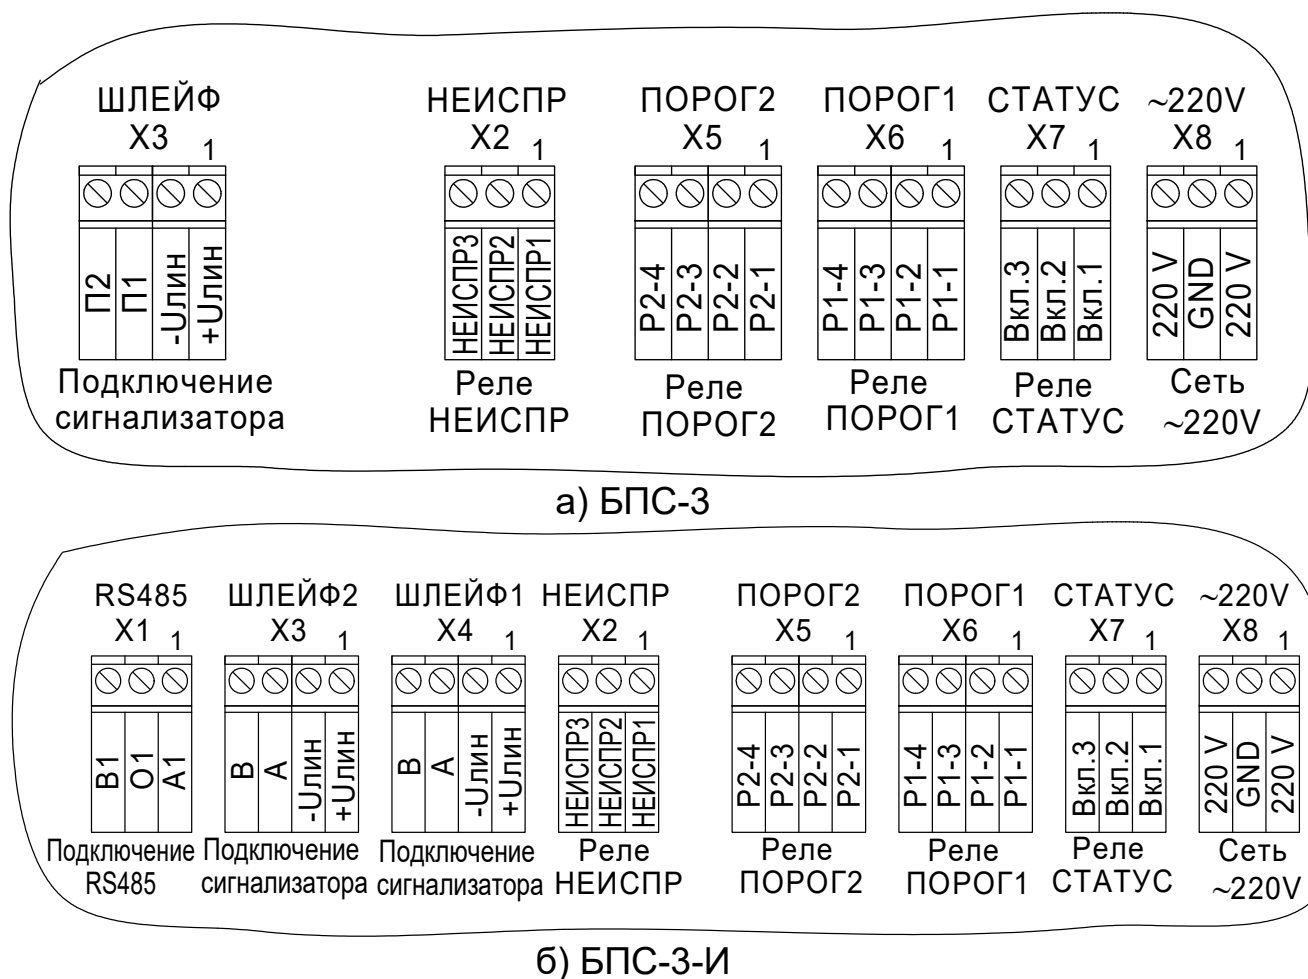 ШЛЕЙФ НЕИСПР ПОРОГ2 ПОРОГ1 СТАТУС ~220V
X3 1 X2 1 X5 1 X6 1 X7 1 X8 1
П2 П1 -Uлин +Uлин НЕИСПР3 НЕИСПР2 НЕИСПР1 P2-4 P2-3 P2-2 P2-1 P1-4 P1-3 P1-2 P1-1 Вкл.3 Вкл.2 Вкл.1 220 V GND 220 V
Подключение Реле Реле Реле Реле Сеть
сигнализатора НЕИСПР ПОРОГ2 ПОРОГ1 СТАТУС ~220V
а) БПС-3
RS485 ШЛЕЙФ2 ШЛЕЙФ1 НЕИСПР ПОРОГ2 ПОРОГ1 СТАТУС ~220V
X1 1 X3 1 X4 1 X2 1 X5 1 X6 1 X7 1 X8 1
B1 O1 A1 B A -Uлин +Uлин B A -Uлин +Uлин НЕИСПР3 НЕИСПР2 НЕИСПР1 P2-4 P2-3 P2-2 P2-1 P1-4 P1-3 P1-2 P1-1 Вкл.3 Вкл.2 Вкл.1 220 V GND 220 V
Подключение Подключение Подключение Реле Реле Реле Реле Сеть
RS485 сигнализатора сигнализатора НЕИСПР ПОРОГ2 ПОРОГ1 СТАТУС ~220V
б) БПС-3-И